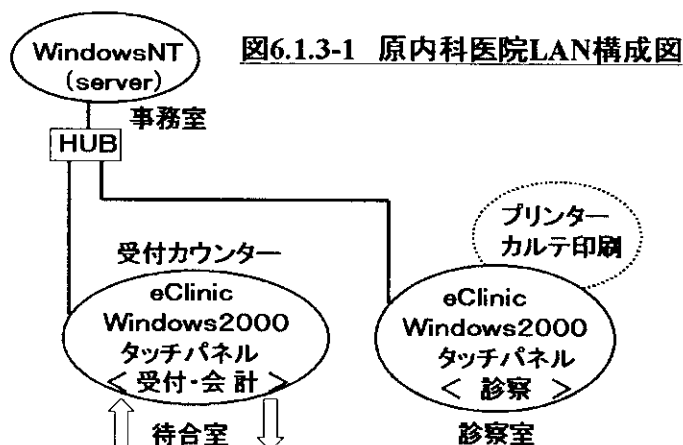 図6.1.3-1 原内科医院LAN構成図
WindowsNT
(server)
事務室
HUB
プリンター
カルテ印刷
受付カウンター
eClinic
Windows2000
タッチパネル
< 受付・会計 >
eClinic
Windows2000
タッチパネル
< 診察 >
待合室
診察室